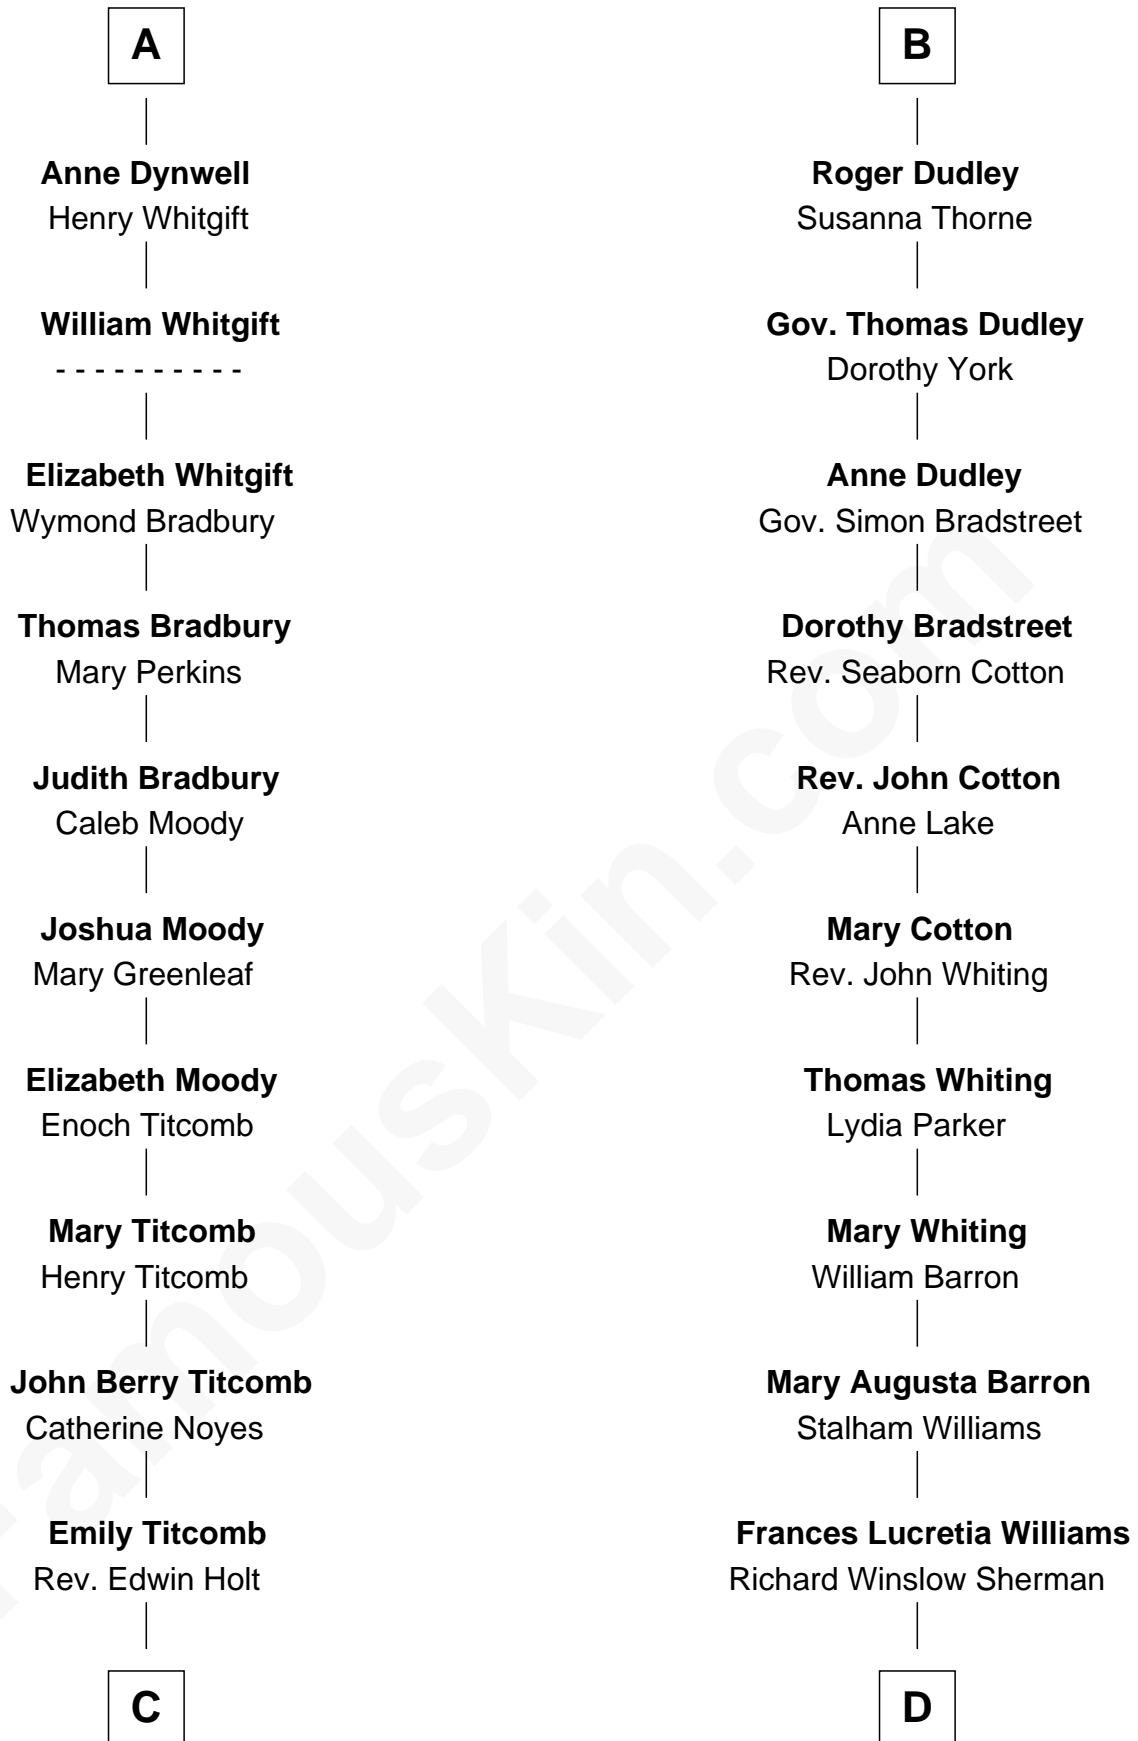 A
Anne Dynwell
Henry Whitgift
William Whitgift
- - - - - - - - - -
Elizabeth Whitgift
Wymond Bradbury
Thomas Bradbury
Mary Perkins
Judith Bradbury
Caleb Moody
Joshua Moody
Mary Greenleaf
Elizabeth Moody
Enoch Titcomb
Mary Titcomb
Henry Titcomb
John Berry Titcomb
Catherine Noyes
Emily Titcomb
Rev. Edwin Holt
C
B
Roger Dudley
Susanna Thorne
Gov. Thomas Dudley
Dorothy York
Anne Dudley
Gov. Simon Bradstreet
Dorothy Bradstreet
Rev. Seaborn Cotton
Rev. John Cotton
Anne Lake
Mary Cotton
Rev. John Whiting
Thomas Whiting
Lydia Parker
Mary Whiting
William Barron
Mary Augusta Barron
Stalham Williams
Frances Lucretia Williams
Richard Winslow Sherman
D
FamousKin.com